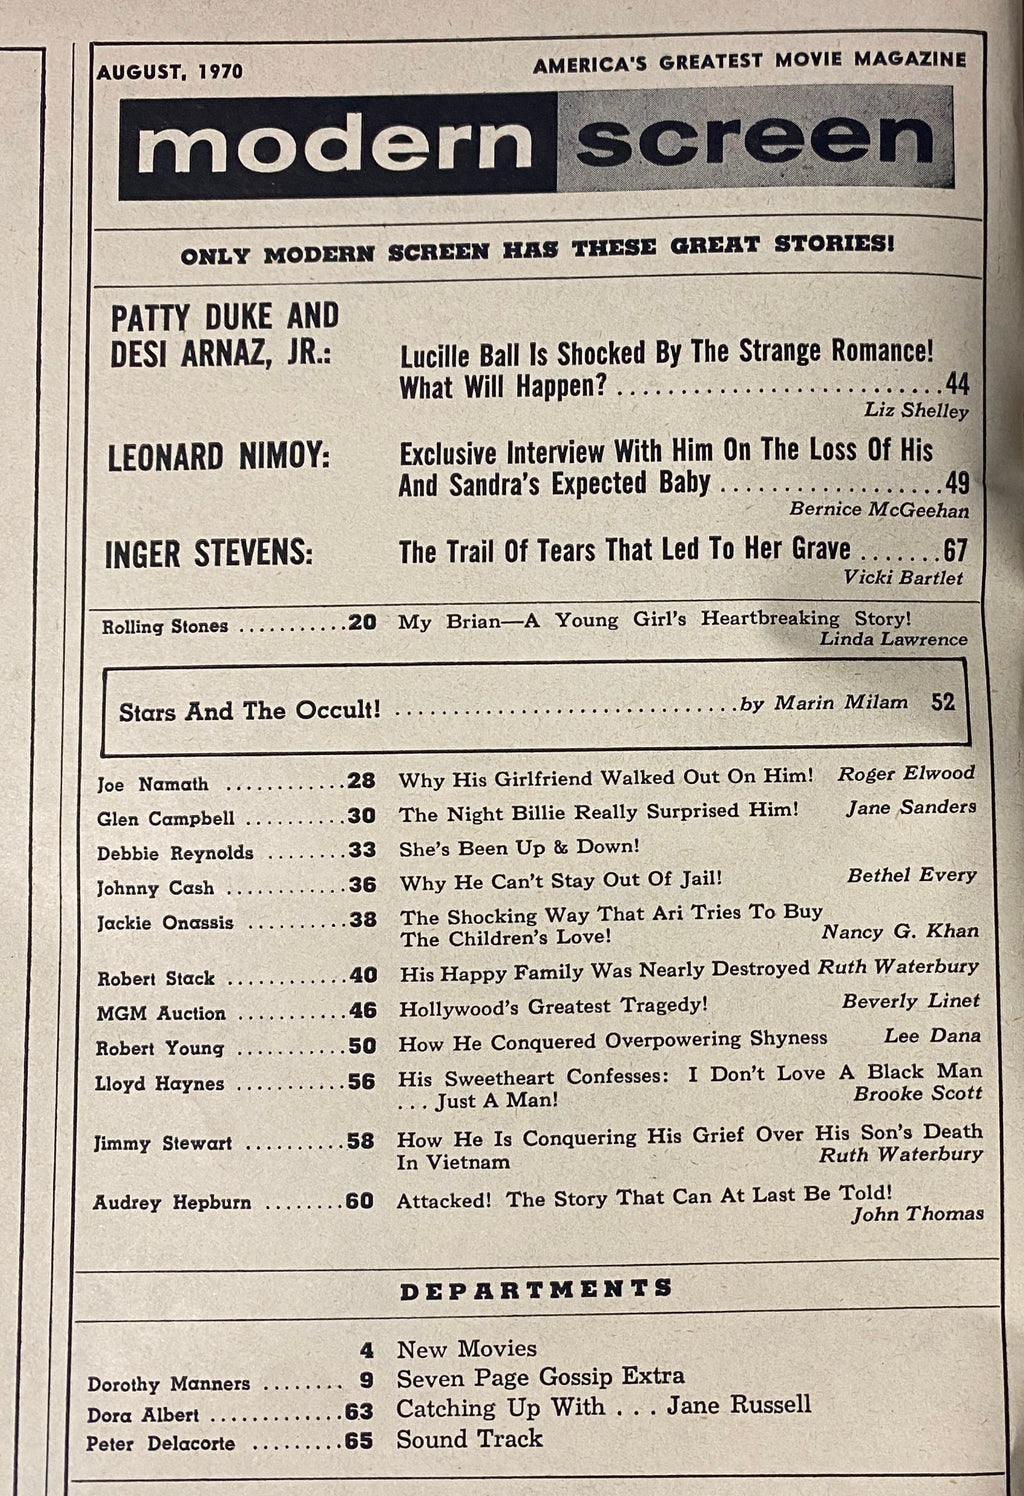 AUGUST, 1970
AMERICA'S GREATEST MOVIE MAGAZINE
modern screen
ONLY MODERN SCREEN HAS THESE GREAT STORIES!
PATTY DUKE AND
DESI ARNAZ, JR.: Lucille Ball Is Shocked By The Strange Romance!
What Will Happen? ........................... 44
Liz Shelley
LEONARD NIMOY: Exclusive Interview With Him On The Loss Of His
And Sandra's Expected Baby .................. 49
Bernice McGeehan
INGER STEVENS: The Trail Of Tears That Led To Her Grave ....... 67
Vicki Bartlet
Rolling Stones ........... 20 My Brian—A Young Girl's Heartbreaking Story!
Linda Lawrence
Stars And The Occult! ............................. by Marin Milam 52
Joe Namath ............ 28 Why His Girlfriend Walked Out On Him! Roger Elwood
Glen Campbell .......... 30 The Night Billie Really Surprised Him! Jane Sanders
Debbie Reynolds ........ 33 She's Been Up & Down!
Johnny Cash ............ 36 Why He Can't Stay Out Of Jail! Bethel Every
Jackie Onassis .......... 38 The Shocking Way That Ari Tries To Buy
The Children's Love! Nancy G. Khan
Robert Stack ............ 40 His Happy Family Was Nearly Destroyed Ruth Waterbury
MGM Auction ........... 46 Hollywood's Greatest Tragedy! Beverly Linet
Robert Young ........... 50 How He Conquered Overpowering Shyness Lee Dana
Lloyd Haynes ........... 56 His Sweetheart Confesses: I Don't Love A Black Man
... Just A Man! Brooke Scott
Jimmy Stewart .......... 58 How He Is Conquering His Grief Over His Son's Death
In Vietnam Ruth Waterbury
Audrey Hepburn ........ 60 Attacked! The Story That Can At Last Be Told!
John Thomas
DEPARTMENTS
4 New Movies
Dorothy Manners ........ 9 Seven Page Gossip Extra
Dora Albert ............. 63 Catching Up With ... Jane Russell
Peter Delacorte ......... 65 Sound Track